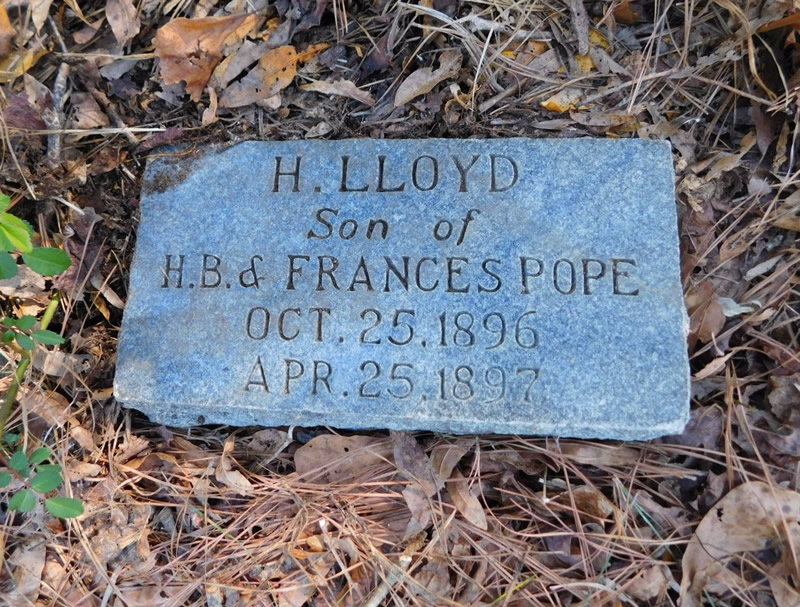 H. LLOYD
Son of
H.B. & FRANCES POPE
OCT. 25, 1896
APR. 25, 1897